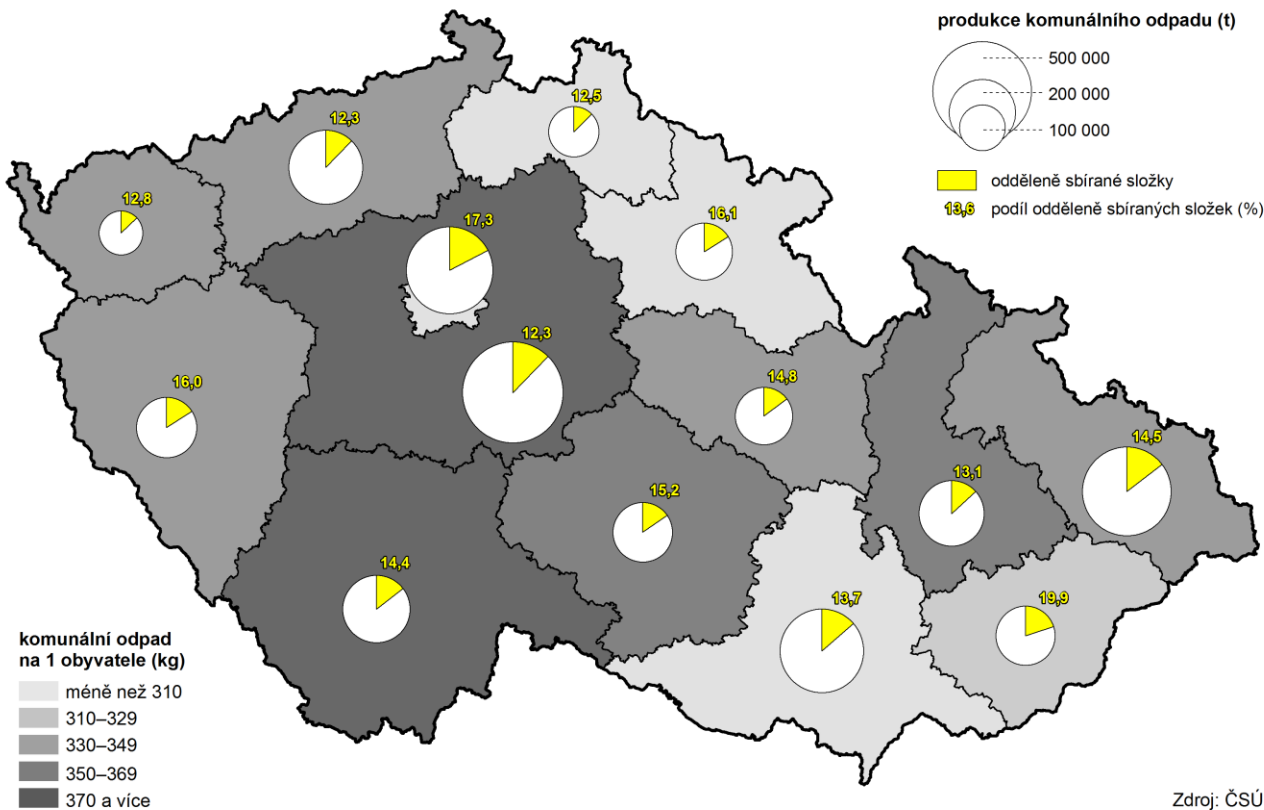 produkce komunálního odpadu (t)
500 000
200 000
100 000
odděleně sbírané složky
13,6 podíl odděleně sbíraných složek (%)
12,5
12,3
16,1
12,8
17,3
12,3
16,0
14,8
14,5
13,1
15,2
14,4
13,7
19,9
komunální odpad
na 1 obyvatele (kg)
méně než 310
310–329
330–349
350–369
370 a více
Zdroj: ČSÚ